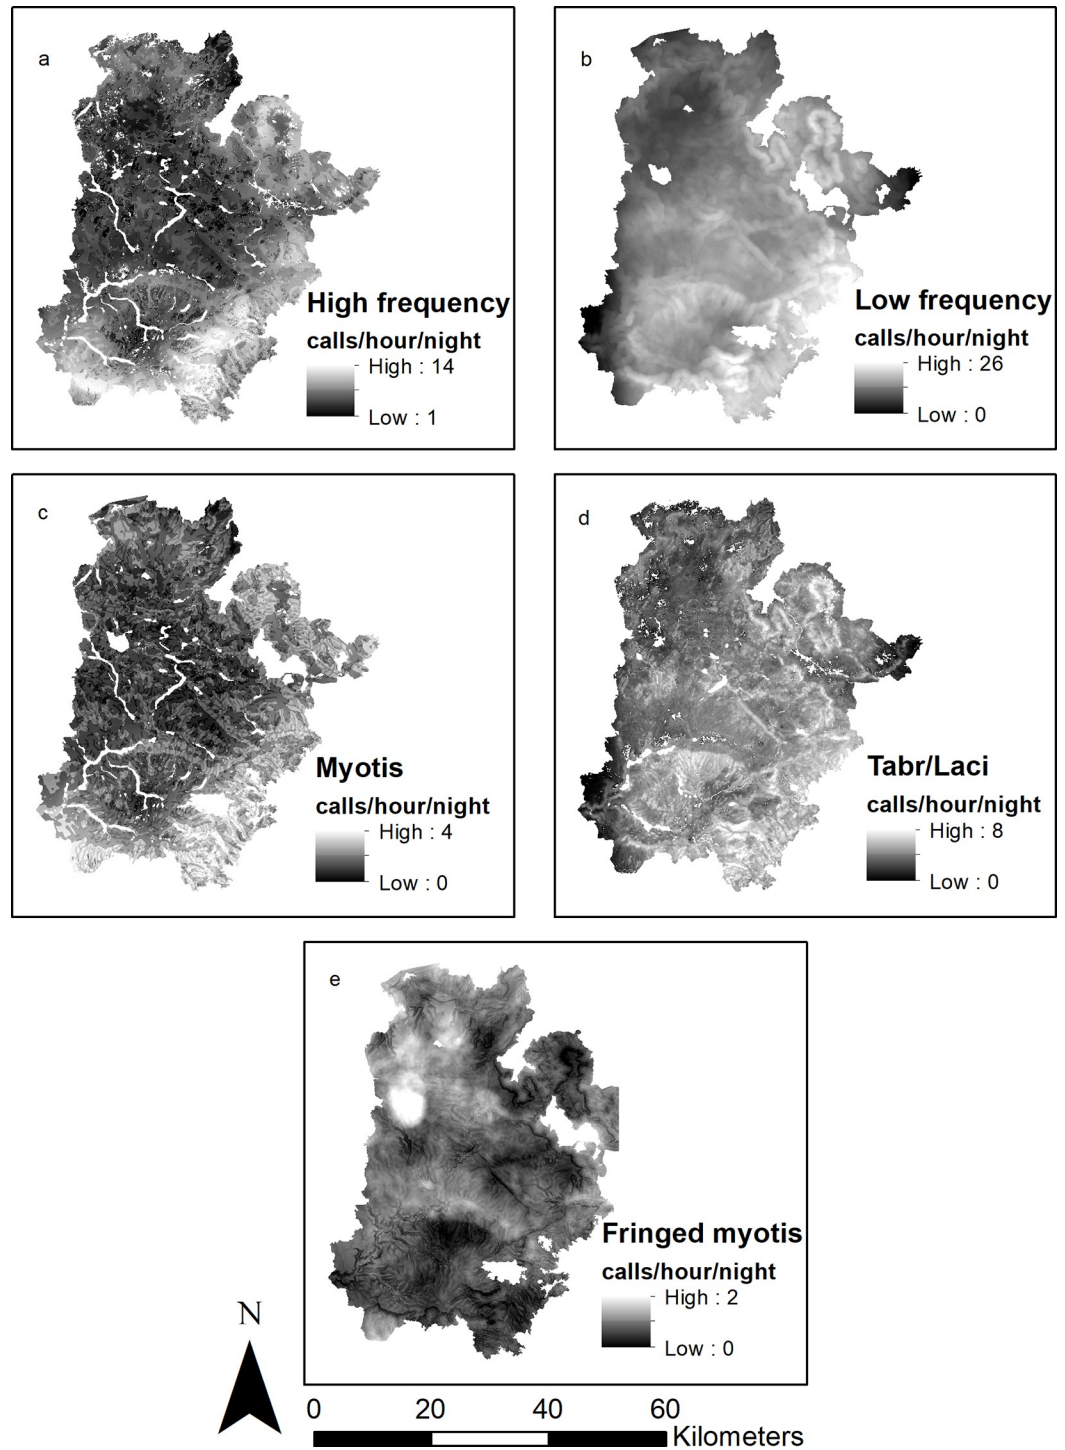 a
High frequency
calls/hour/night
High : 14
Low : 1
b
Low frequency
calls/hour/night
High : 26
Low : 0
c
Myotis
calls/hour/night
High : 4
Low : 0
d
Tabr/Laci
calls/hour/night
High : 8
Low : 0
e
Fringed myotis
calls/hour/night
High : 2
Low : 0
N
0 20 40 60
Kilometers